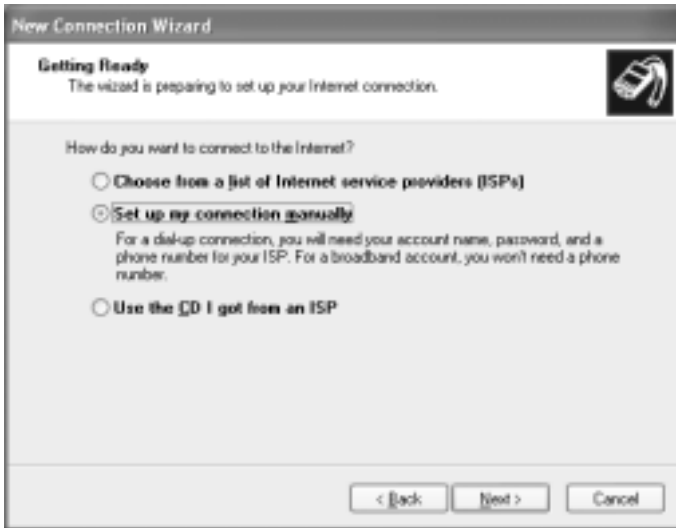 New Connection Wizard
Getting Ready
The wizard is preparing to set up your Internet connection.
How do you want to connect to the Internet?
Choose from a list of Internet service providers (ISPs)
Set up my connection manually
For a dial-up connection, you will need your account name, password, and a
phone number for your ISP. For a broadband account, you won't need a phone
number.
Use the CD I got from an ISP
< Back
Next >
Cancel